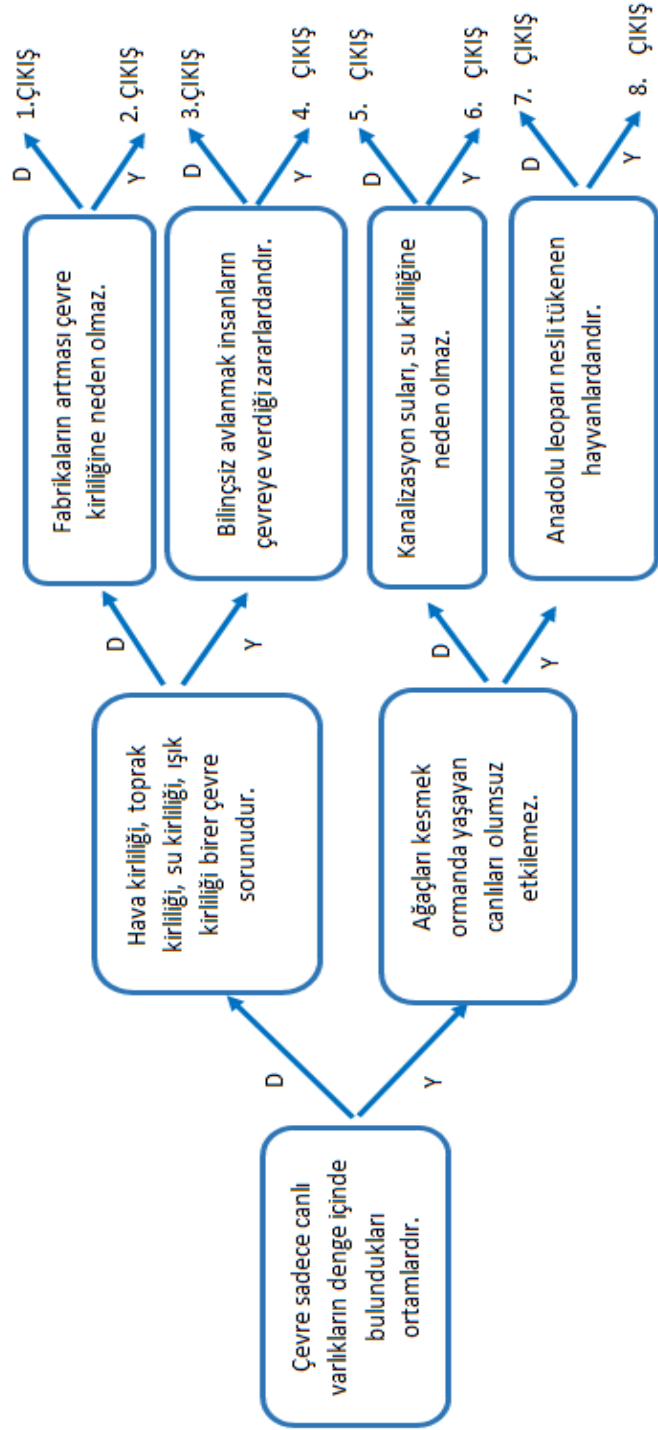 Çevre sadece canlı
varlıkların denge içinde
bulundukları
ortamlardır.
D
Y
Hava kirliliği, toprak
kirliliği, su kirliliği, ışık
kirliliği birer çevre
sorunudur.
D
Y
Ağaçları kesmek
ormanda yaşayan
canlıları olumsuz
etkilemez.
D
Y
Fabrikaların artması çevre
kirliliğine neden olmaz.
D
Y
Bilinçsiz avlanmak insanların
çevreye verdiği zararlardandır.
D
Y
Kanalizasyon suları, su kirliliğine
neden olmaz.
D
Y
Anadolu leoparı nesli tükenen
hayvanlardandır.
D
Y
1.ÇIKIŞ
2. ÇIKIŞ
3.ÇIKIŞ
4. ÇIKIŞ
5. ÇIKIŞ
6. ÇIKIŞ
7. ÇIKIŞ
8. ÇIKIŞ